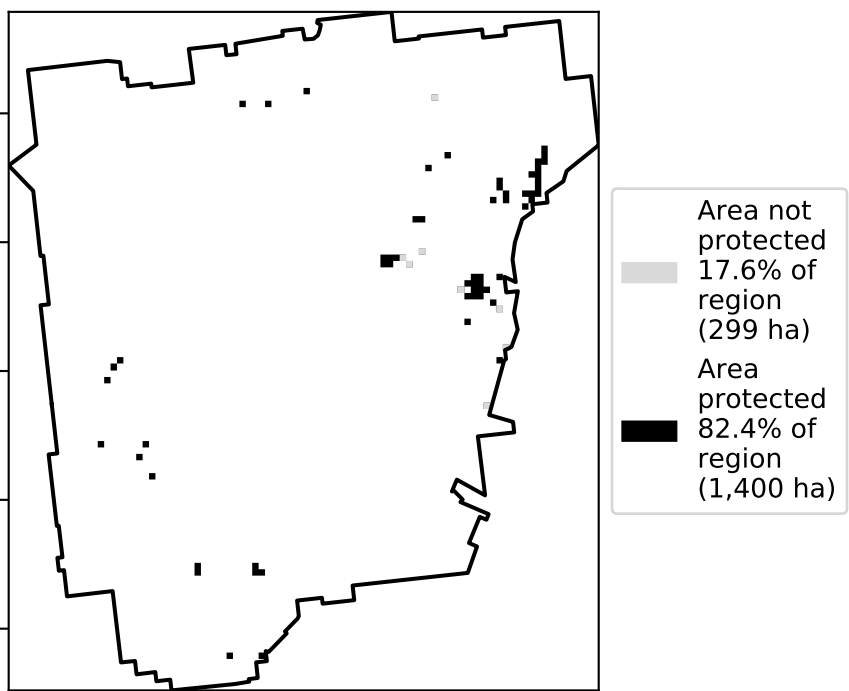 Area not
protected
17.6% of
region
(299 ha)
Area
protected
82.4% of
region
(1,400 ha)